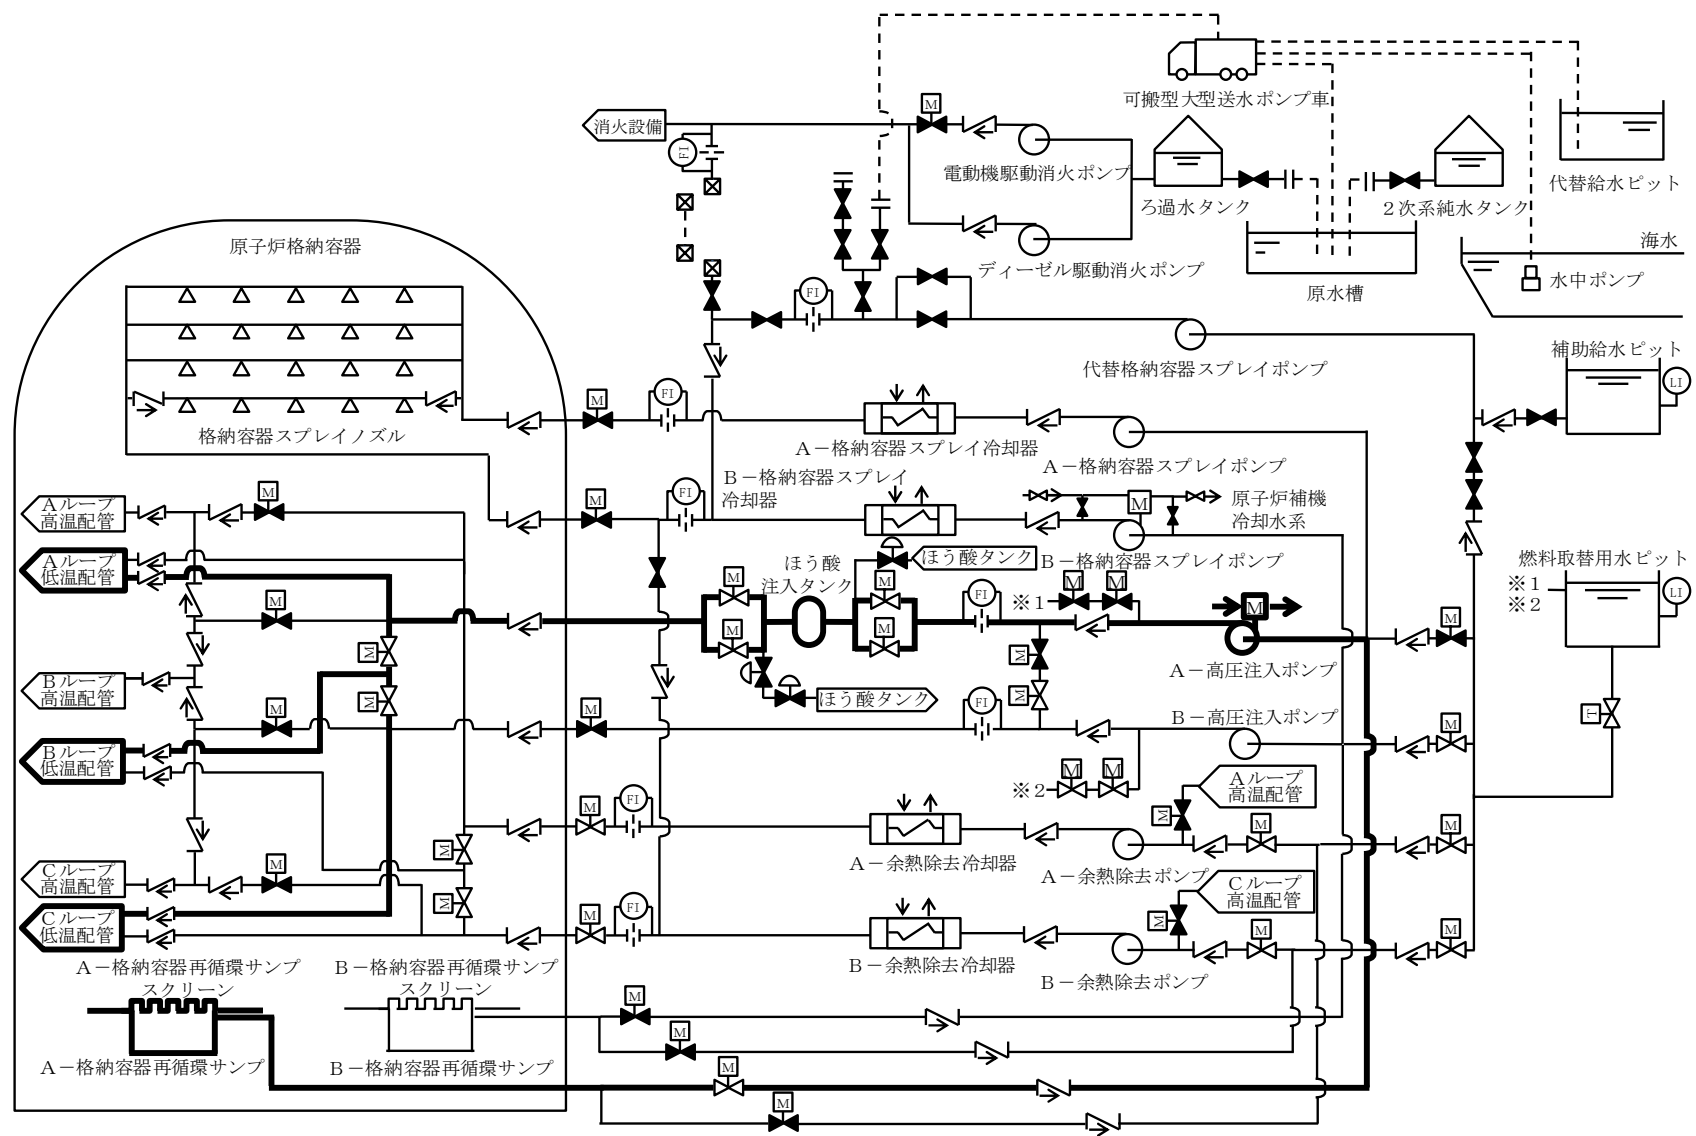 可搬型大型送水ポンプ車
消火設備
M
FI
電動機駆動消火ポンプ
ろ過水タンク
2次系純水タンク
代替給水ピット
海水
ディーゼル駆動消火ポンプ
原水槽
水中ポンプ
原子炉格納容器
FI
代替格納容器スプレイポンプ
補助給水ピット
LI
格納容器スプレイノズル
M
FI
A-格納容器スプレイ冷却器
A-格納容器スプレイポンプ
B-格納容器スプレイ
冷却器
M
FI
M
原子炉補機
冷却水系
B-格納容器スプレイポンプ
Aループ
高温配管
M
Aループ
低温配管
ほう酸
注入タンク
ほう酸タンク
燃料取替用水ピット
※1
※2
LI
M
M
M
FI
※1
M
M
M
M
M
M
M
M
M
M
A-高圧注入ポンプ
Bループ
高温配管
ほう酸タンク
M
M
FI
B-高圧注入ポンプ
M
T
Bループ
低温配管
※2
M
M
Aループ
高温配管
M
FI
M
M
M
M
A-余熱除去冷却器
A-余熱除去ポンプ
Cループ
高温配管
M
M
Cループ
高温配管
M
FI
M
M
M
Cループ
低温配管
B-余熱除去冷却器
B-余熱除去ポンプ
A-格納容器再循環サンプ
スクリーン
B-格納容器再循環サンプ
スクリーン
M
M
A-格納容器再循環サンプ
B-格納容器再循環サンプ
M
M